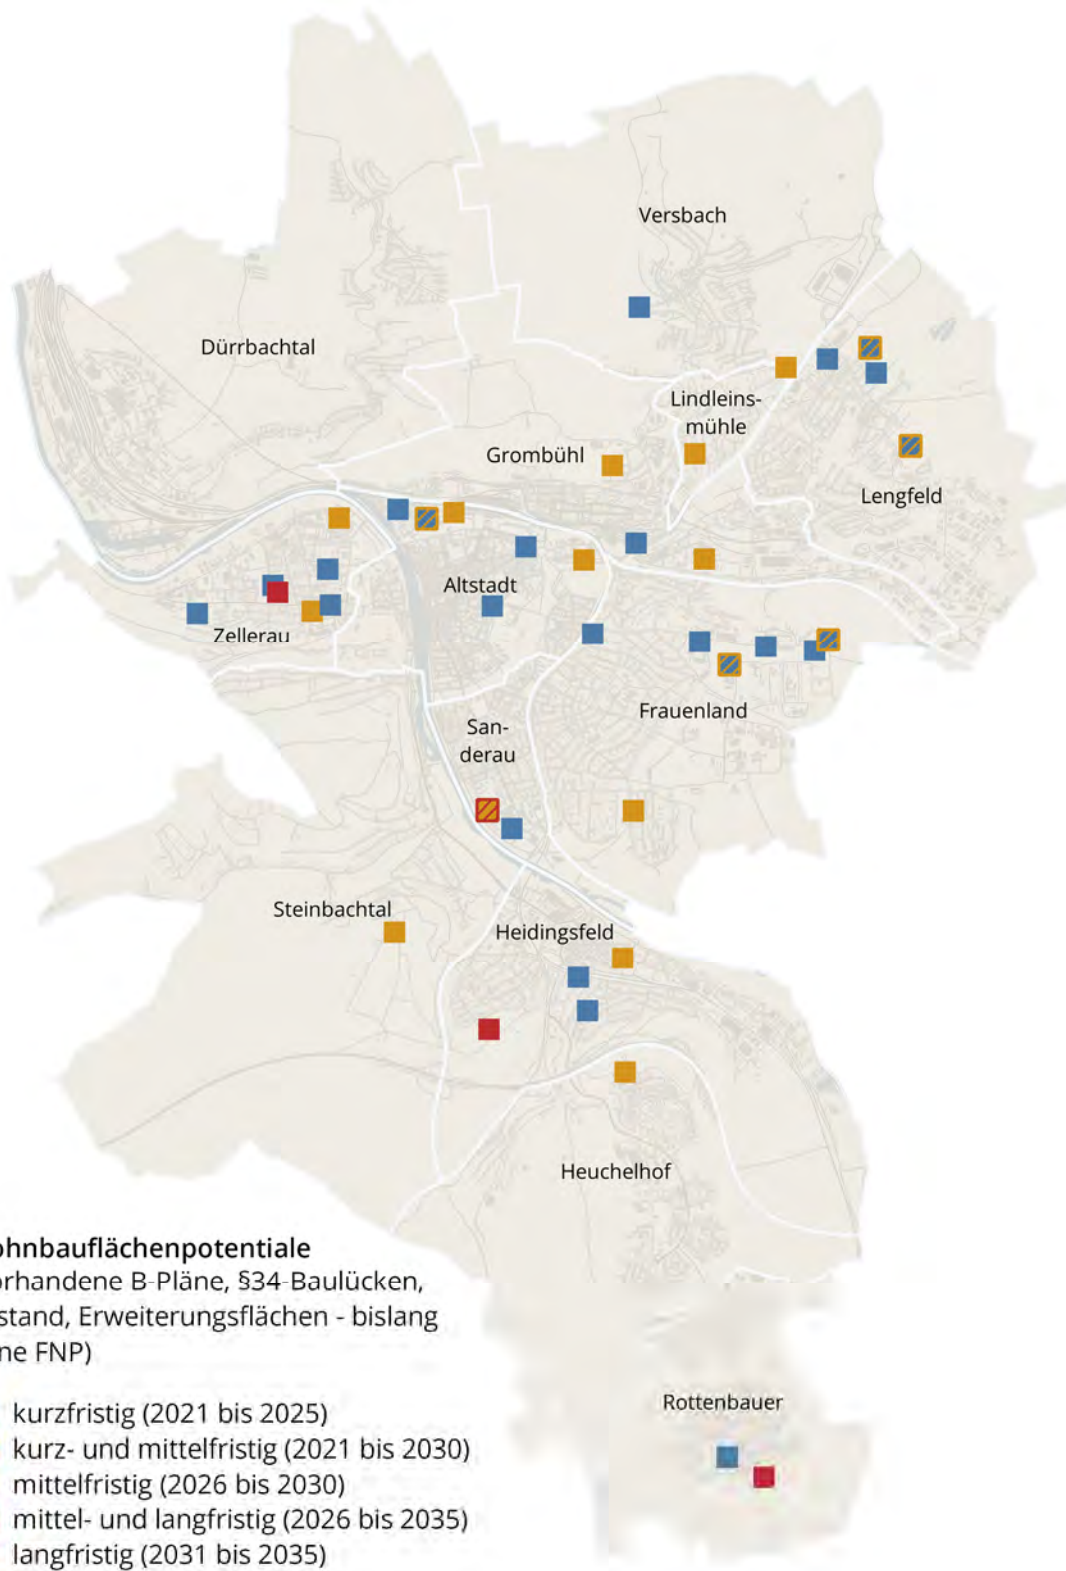 Versbach
Dürrbachtal
Lindleins-
mühle
Grombühl
Lengfeld
Altstadt
Zellerau
Frauenland
San-
derau
Steinbachtal
Heidingsfeld
Heuchelhof
ohnbauflächenpotentiale
orhandene B-Pläne, §34-Baulücken,
stand, Erweiterungsflächen - bislang
ne FNP)
Rottenbauer
kurzfristig (2021 bis 2025)
kurz- und mittelfristig (2021 bis 2030)
mittelfristig (2026 bis 2030)
mittel- und langfristig (2026 bis 2035)
langfristig (2031 bis 2035)